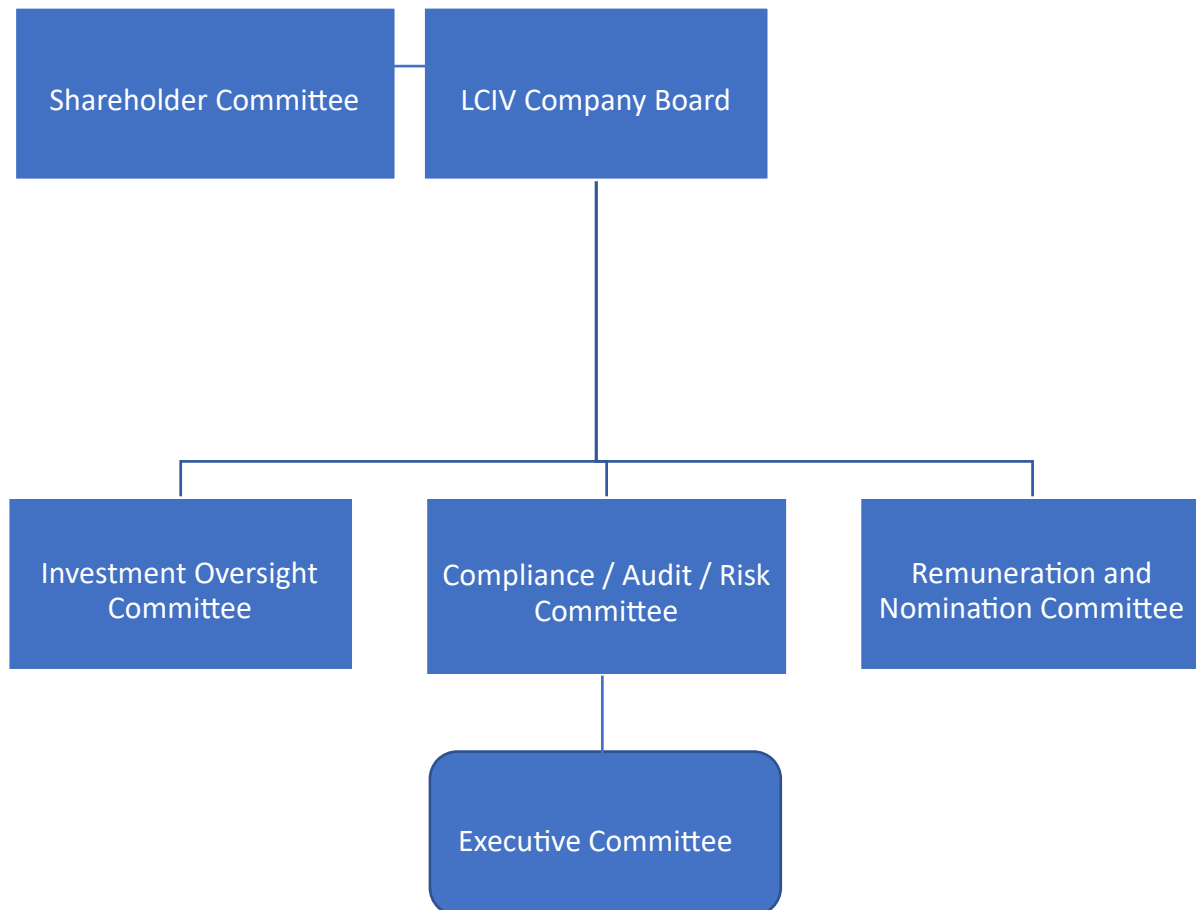 Shareholder Committee
LCIV Company Board
Investment Oversight
Committee
Compliance / Audit / Risk
Committee
Remuneration and
Nomination Committee
Executive Committee